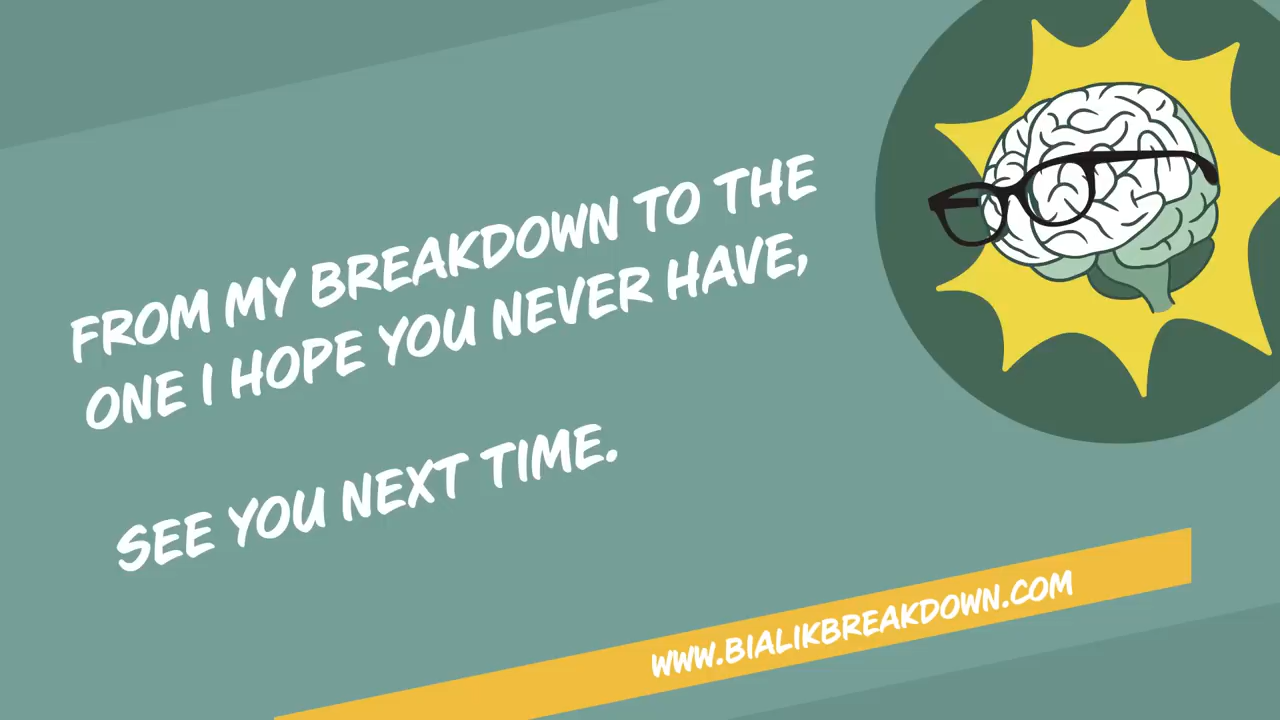 FROM MY BREAKDOWN TO THE
ONE I HOPE YOU NEVER HAVE,
SEE YOU NEXT TIME.
WWW.BIALIKBREAKDOWN.COM